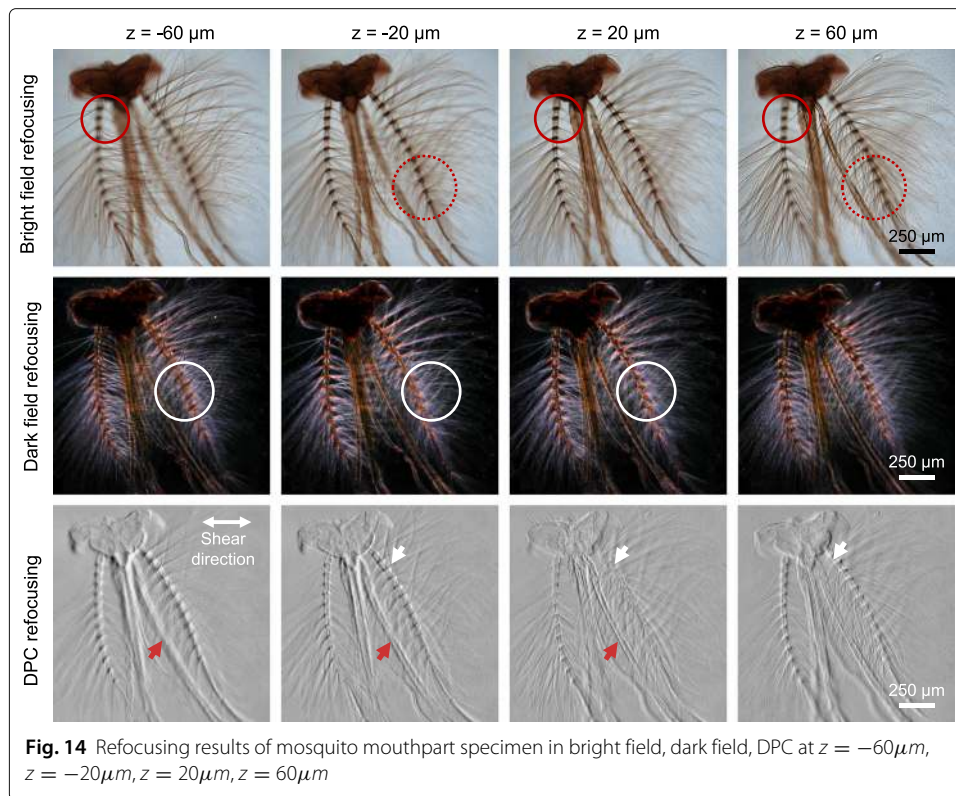 z = -60 µm z = -20 µm z = 20 µm z = 60 µm
Bright field refocusing
250 µm
Dark field refocusing
250 µm
DPC refocusing
Shear
direction
250 µm
Fig. 14 Refocusing results of mosquito mouthpart specimen in bright field, dark field, DPC at z = −60µm,
z = −20µm, z = 20µm, z = 60µm